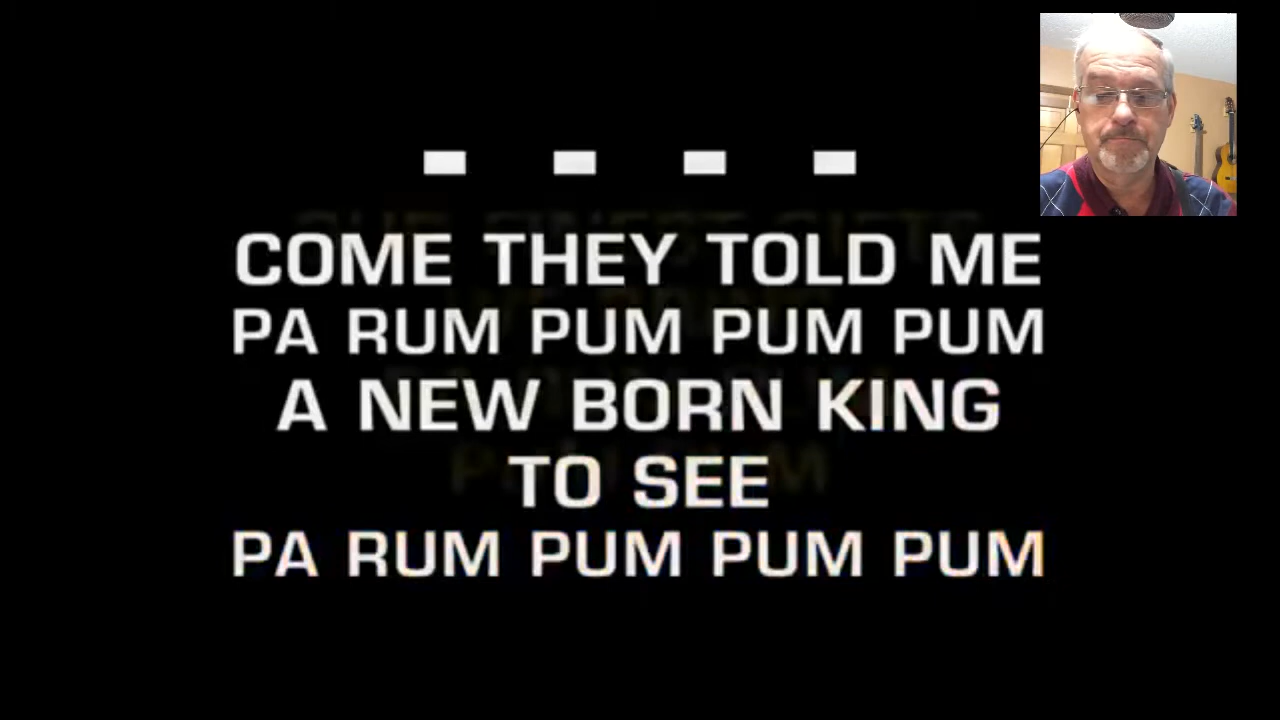 COME THEY TOLD ME
PA RUM PUM PUM PUM
A NEW BORN KING
TO SEE
PA RUM PUM PUM PUM